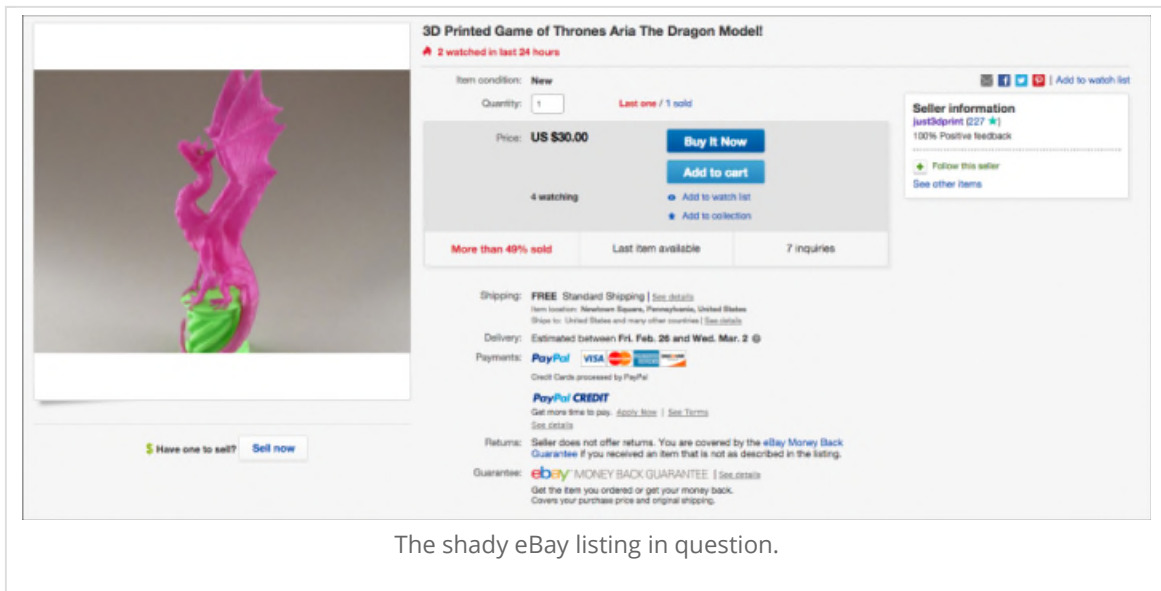 3D Printed Game of Thrones Aria The Dragon Model!
2 watched in last 24 hours
Item condition: New
Quantity: 1 Last one / 1 sold
Price: US $30.00
Buy It Now
Add to cart
4 watching
Add to watch list
Add to collection
More than 49% sold Last item available 7 inquiries
Shipping: FREE Standard Shipping | See details
Item location: Newtown Square, Pennsylvania, United States
Ships to: United States and many other countries | See details
Delivery: Estimated between Fri. Feb. 26 and Wed. Mar. 2
Payments: PayPal VISA MasterCard
Credit Cards processed by PayPal
PayPal CREDIT
Get more time to pay. Apply Now | See Terms
See details
Returns: Seller does not offer returns. You are covered by the eBay Money Back
Guarantee if you received an item that is not as described in the listing.
Guarantee: ebay MONEY BACK GUARANTEE | See details
Get the item you ordered or get your money back.
Covers your purchase price and original shipping.
| Add to watch list
Seller information
just3dprint (227 ★)
100% Positive feedback
Follow this seller
See other items
$ Have one to sell? Sell now
The shady eBay listing in question.